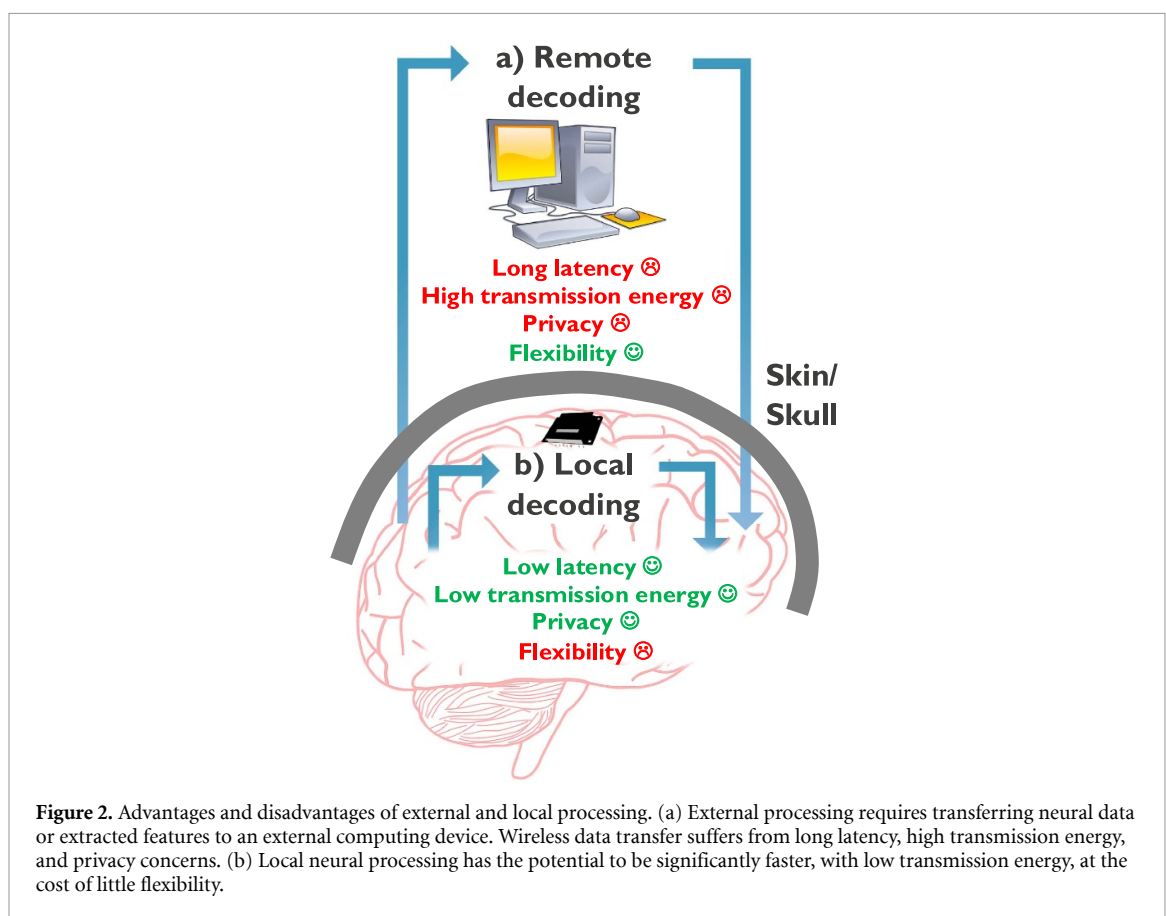 a) Remote
decoding
Long latency ☹
High transmission energy ☹
Privacy ☹
Flexibility ☺
Skin/
Skull
b) Local
decoding
Low latency ☺
Low transmission energy ☺
Privacy ☺
Flexibility ☹
Figure 2. Advantages and disadvantages of external and local processing. (a) External processing requires transferring neural data
or extracted features to an external computing device. Wireless data transfer suffers from long latency, high transmission energy,
and privacy concerns. (b) Local neural processing has the potential to be significantly faster, with low transmission energy, at the
cost of little flexibility.